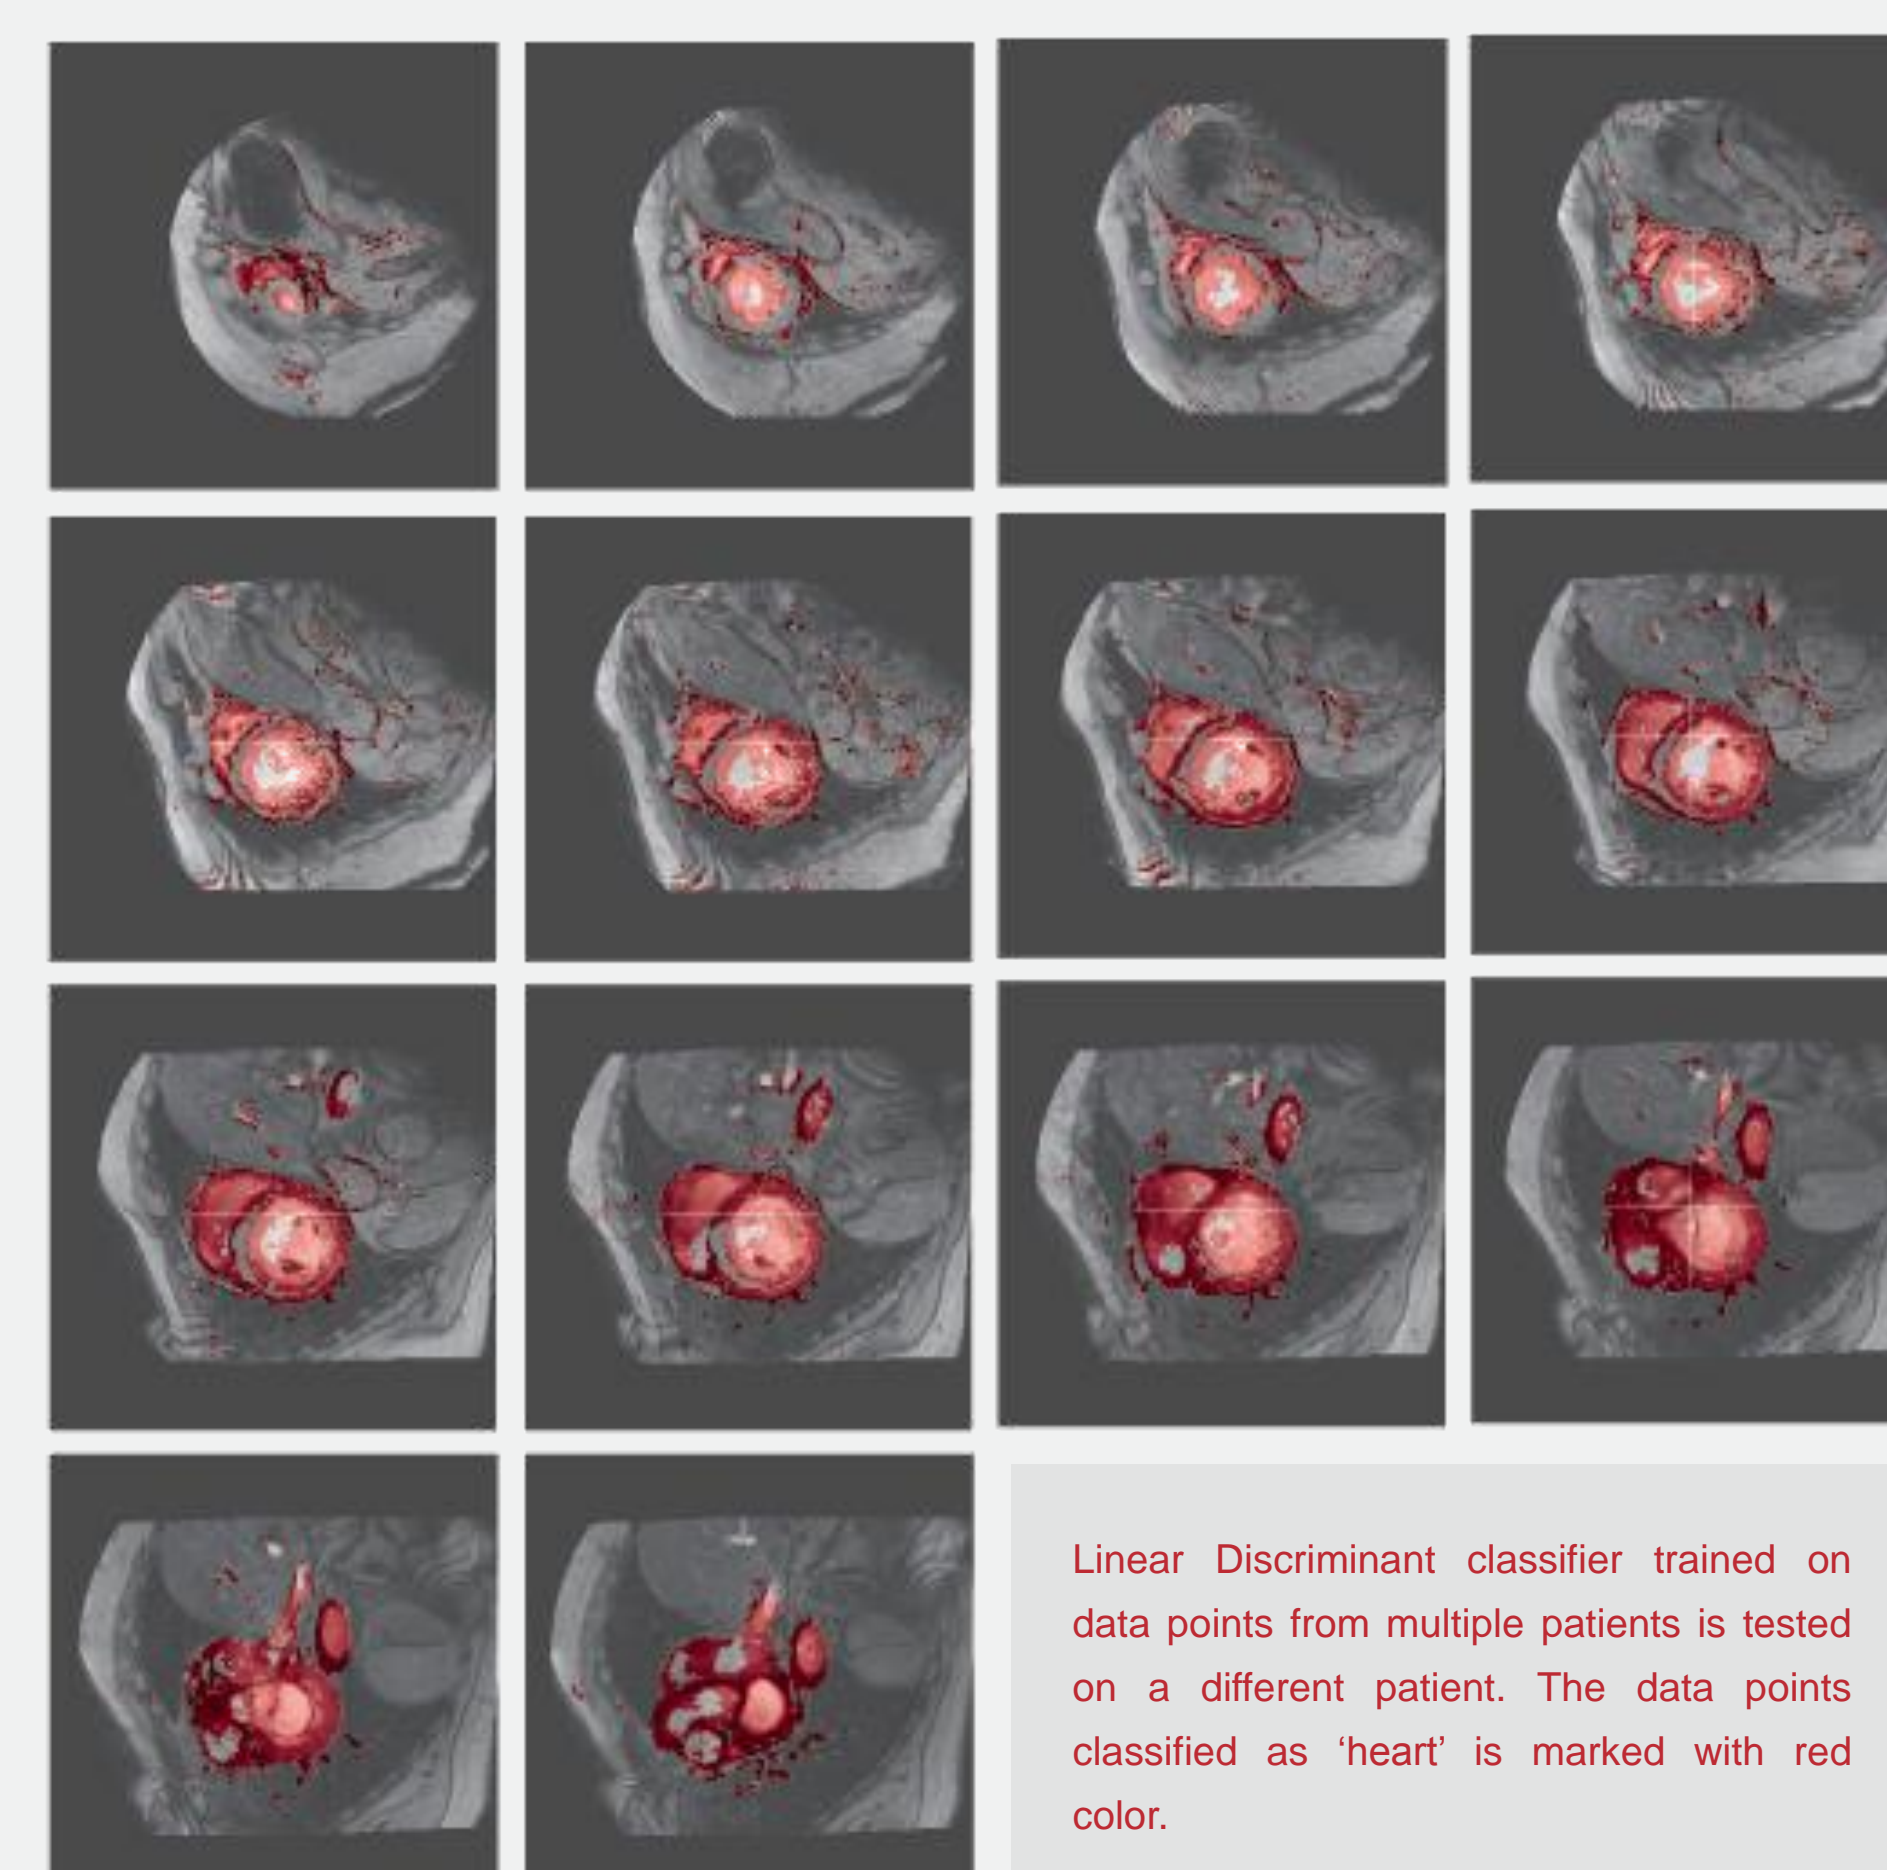 Linear Discriminant classifier trained on
data points from multiple patients is tested
on a different patient. The data points
classified as ‘heart’ is marked with red
color.